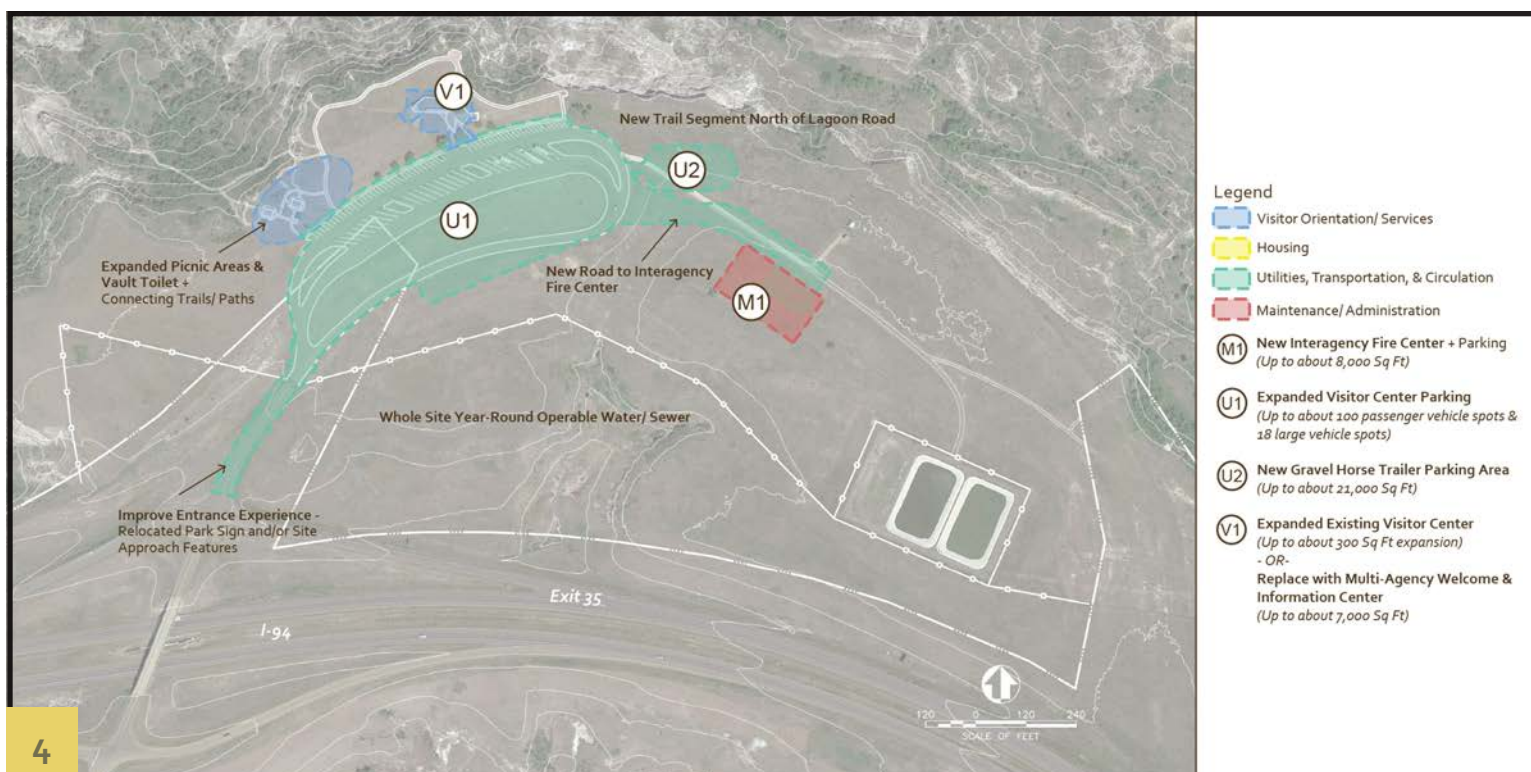 V1
New Trail Segment North of Lagoon Road
U2
U1
Expanded Picnic Areas &
Vault Toilet +
Connecting Trails/ Paths
New Road to Interagency
Fire Center
M1
Whole Site Year-Round Operable Water/ Sewer
Improve Entrance Experience -
Relocated Park Sign and/or Site
Approach Features
Exit 35
I-94
120 0 120 240
SCALE OF FEET
4
Legend
Visitor Orientation/ Services
Housing
Utilities, Transportation, & Circulation
Maintenance/ Administration
M1 New Interagency Fire Center + Parking
(Up to about 8,000 Sq Ft)
U1 Expanded Visitor Center Parking
(Up to about 100 passenger vehicle spots &
18 large vehicle spots)
U2 New Gravel Horse Trailer Parking Area
(Up to about 21,000 Sq Ft)
V1 Expanded Existing Visitor Center
(Up to about 300 Sq Ft expansion)
- OR-
Replace with Multi-Agency Welcome &
Information Center
(Up to about 7,000 Sq Ft)